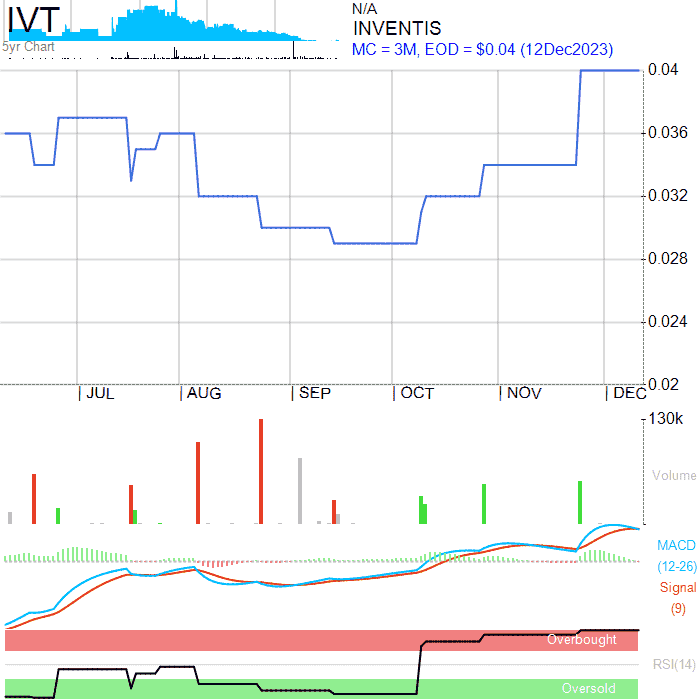 IVT
5yr Chart
N/A
INVENTIS
MC = 3M, EOD = $0.04 (12Dec2023)
0.04
0.036
0.032
0.028
0.024
0.02
JUL AUG SEP OCT NOV DEC
130k
Volume
MACD
(12-26)
Signal
(9)
Overbought
RSI(14)
Oversold